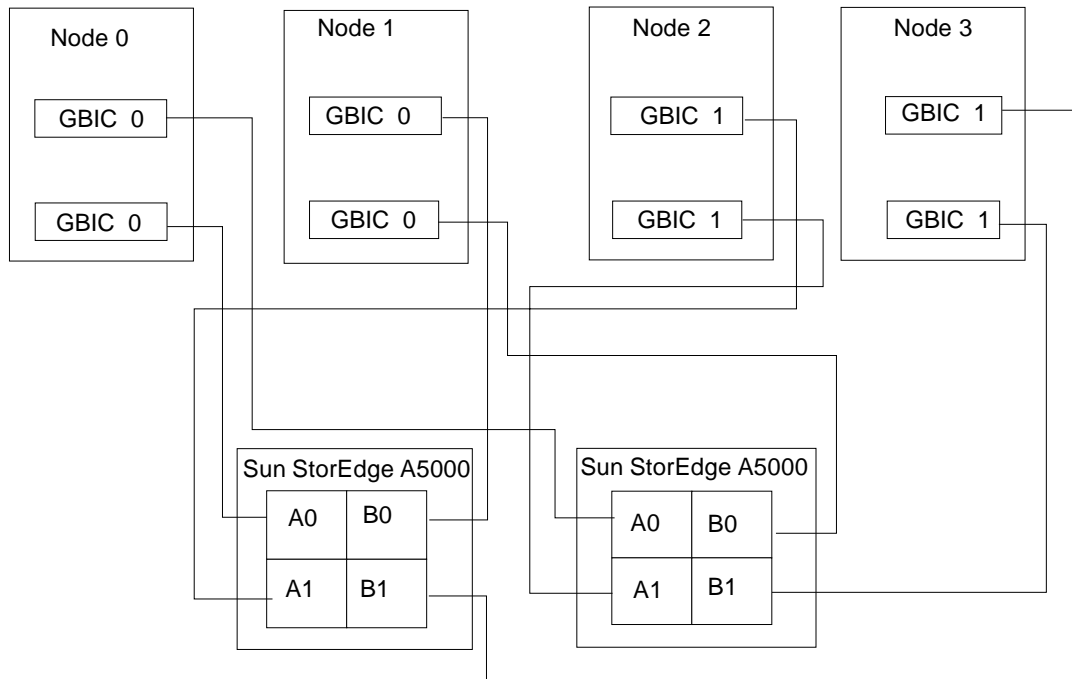 Node 0
Node 1
Node 2
Node 3
GBIC 0
GBIC 0
GBIC 1
GBIC 1
GBIC 0
GBIC 0
GBIC 1
GBIC 1
Sun StorEdge A5000
Sun StorEdge A5000
A0
B0
A0
B0
A1
B1
A1
B1